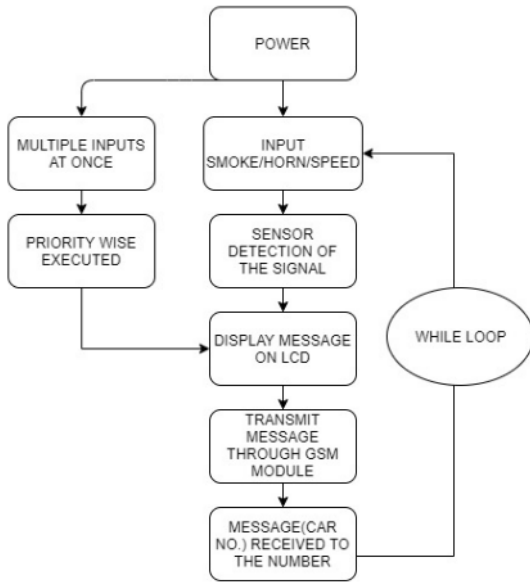 POWER
MULTIPLE INPUTS
AT ONCE
INPUT
SMOKE/HORN/SPEED
PRIORITY WISE
EXECUTED
SENSOR
DETECTION OF
THE SIGNAL
DISPLAY MESSAGE
ON LCD
WHILE LOOP
TRANSMIT
MESSAGE
THROUGH GSM
MODULE
MESSAGE(CAR
NO.) RECEIVED TO
THE NUMBER